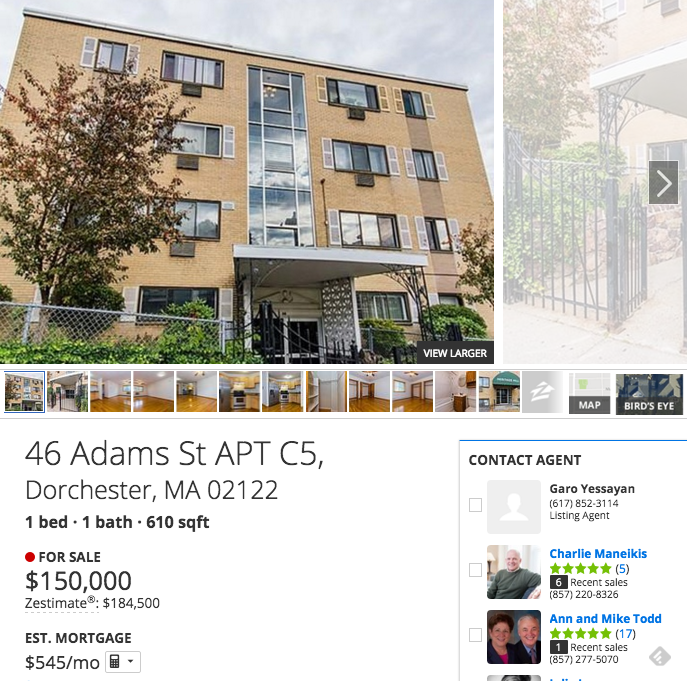 VIEW LARGER
MAP
BIRD'S EYE
46 Adams St APT C5,
Dorchester, MA 02122
1 bed · 1 bath · 610 sqft
FOR SALE
$150,000
Zestimate®: $184,500
EST. MORTGAGE
$545/mo
CONTACT AGENT
Garo Yessayan
(617) 852-3114
Listing Agent
Charlie Maneikis
(5)
6 Recent sales
(857) 220-8326
Ann and Mike Todd
(17)
1 Recent sales
(857) 277-5070